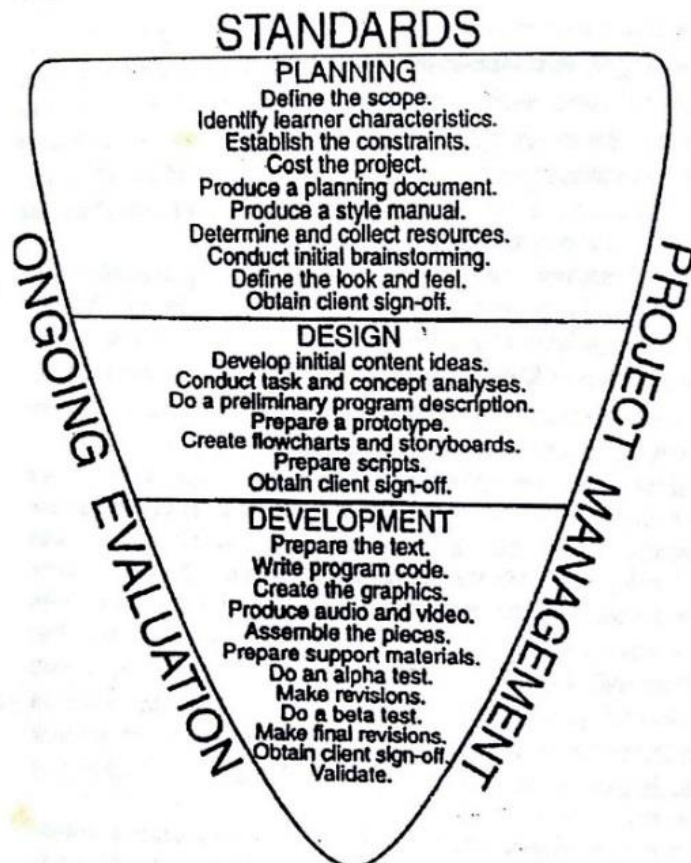 STANDARDS
PLANNING
Define the scope.
Identify learner characteristics.
Establish the constraints.
Cost the project.
Produce a planning document.
Produce a style manual.
Determine and collect resources.
Conduct initial brainstorming.
Define the look and feel.
Obtain client sign-off.
DESIGN
Develop initial content ideas.
Conduct task and concept analyses.
Do a preliminary program description.
Prepare a prototype.
Create flowcharts and storyboards.
Prepare scripts.
Obtain client sign-off.
DEVELOPMENT
Prepare the text.
Write program code.
Create the graphics.
Produce audio and video.
Assemble the pieces.
Prepare support materials.
Do an alpha test.
Make revisions.
Do a beta test.
Make final revisions.
Obtain client sign-off.
Validate.
ONGOING EVALUATION
PROJECT MANAGEMENT